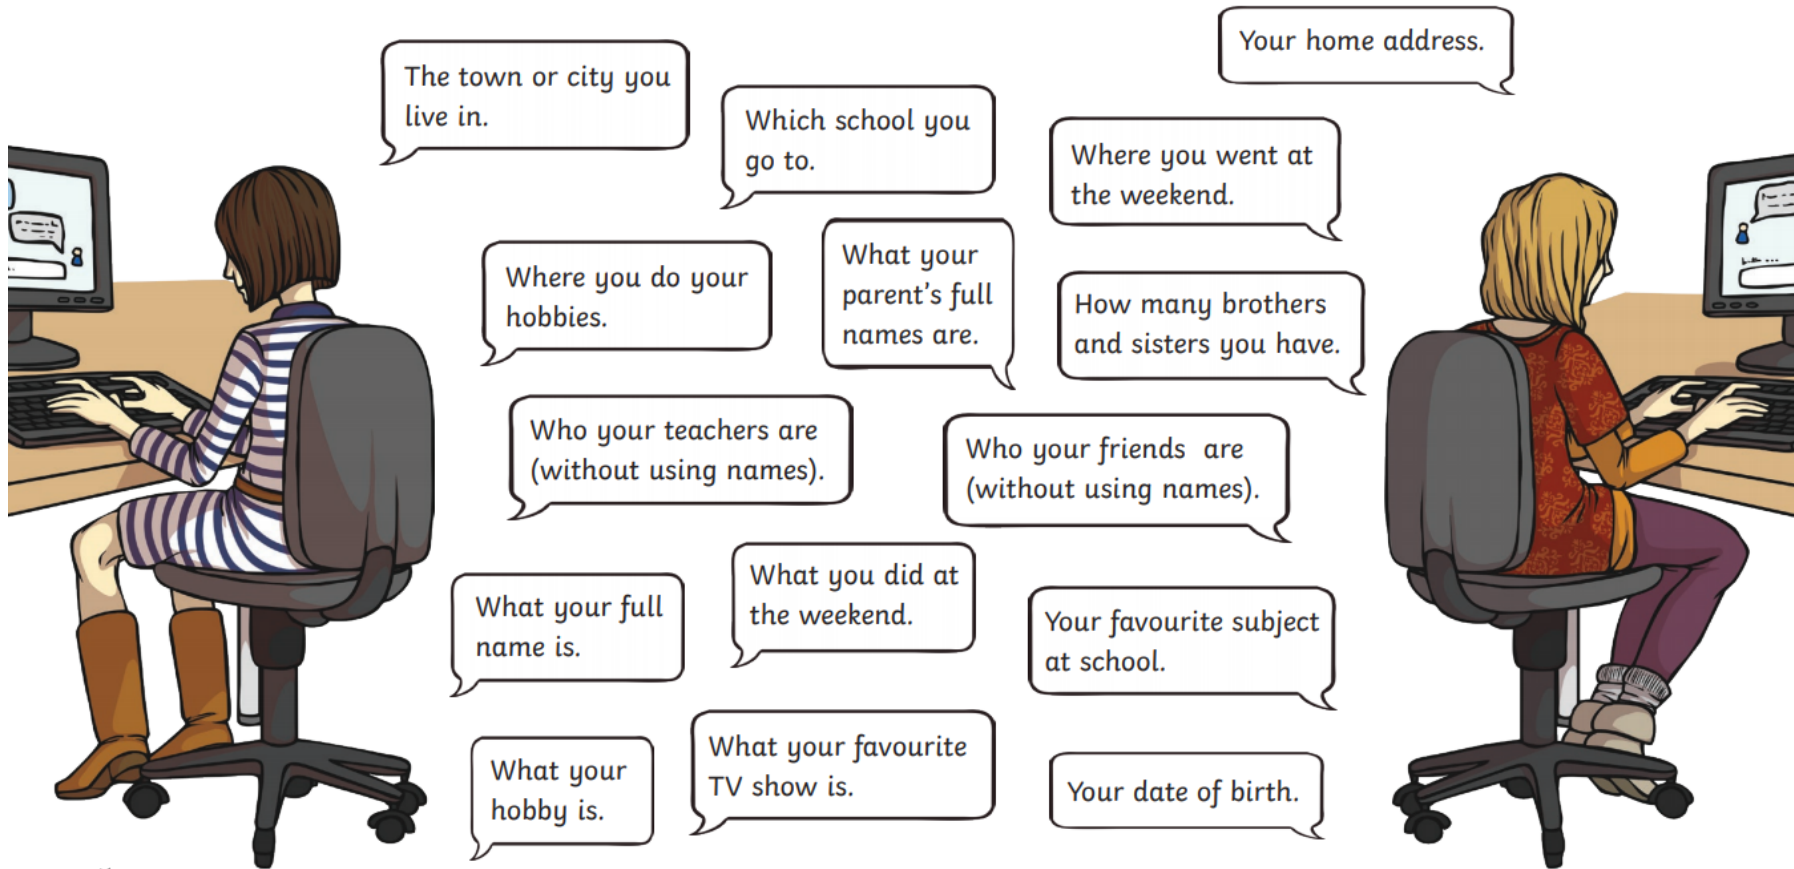 Your home address.
The town or city you
live in.
Which school you
go to.
Where you went at
the weekend.
Where you do your
hobbies.
What your
parent's full
names are.
How many brothers
and sisters you have.
Who your teachers are
(without using names).
Who your friends are
(without using names).
What your full
name is.
What you did at
the weekend.
Your favourite subject
at school.
What your
hobby is.
What your favourite
TV show is.
Your date of birth.